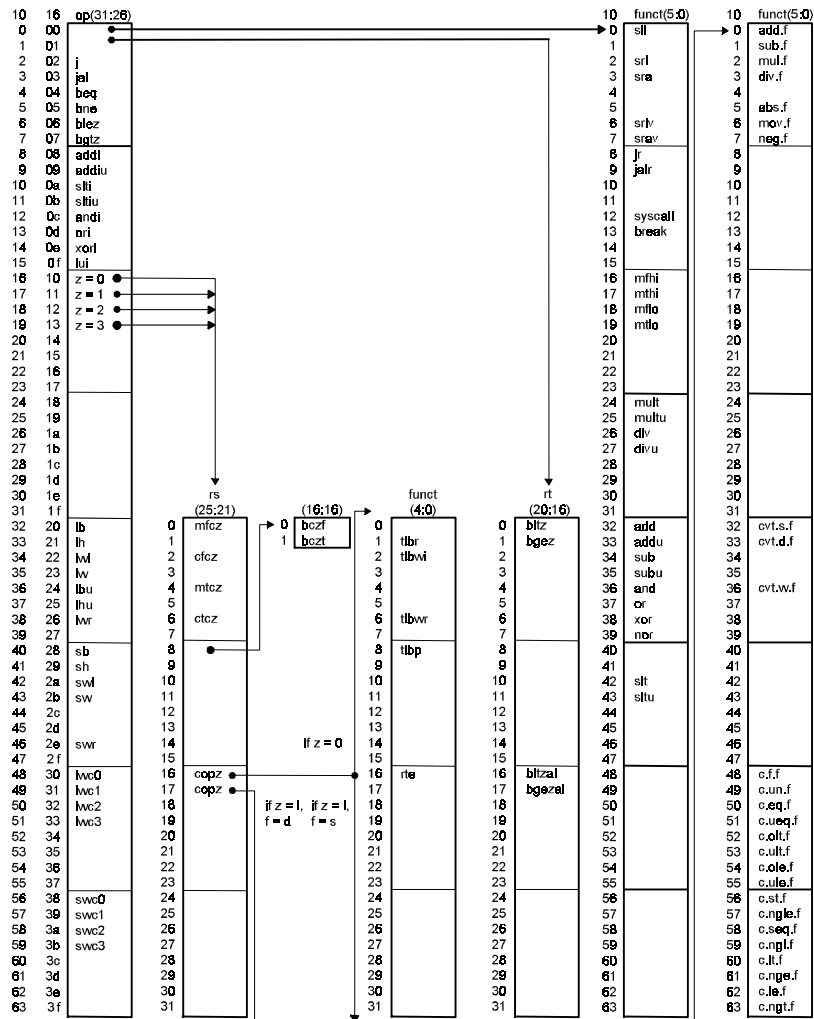 10 16 op(31:26) 10 funct(5:0) 10 funct(5:0)
0 00 0 sll 0 add.f
1 01 1 1 sub.f
2 02 j 2 srl 2 mul.f
3 03 jal 3 sra 3 div.f
4 04 beq 4 4
5 05 bne 5 5 abs.f
6 06 blez 6 srlv 6 mov.f
7 07 bgtz 7 srav 7 neg.f
8 08 addi 8 jr 8
9 09 addiu 9 jalr 9
10 0a slti 10 10
11 0b sltiu 11 11
12 0c andi 12 syscall 12
13 0d ori 13 break 13
14 0e xori 14 14
15 0f lui 15 15
16 10 z = 0 16 mfhi 16
17 11 z = 1 17 mthi 17
18 12 z = 2 18 mflo 18
19 13 z = 3 19 mtlo 19
20 14 20 20
21 15 21 21
22 16 22 22
23 17 23 23
24 18 24 mult 24
25 19 25 multu 25
26 1a 26 div 26
27 1b 27 divu 27
28 1c 28 28
29 1d 29 29
30 1e rs funct rt 30 30
31 1f (25:21) (16:16) (4:0) (20:16) 31 31
32 20 lb 0 mfcz 0 bczf 0 0 bltz 32 add 32 cvt.s.f
33 21 lh 1 1 bczt 1 tlbr 1 bgez 33 addu 33 cvt.d.f
34 22 lwl 2 cfcz 2 tlbwi 2 34 sub 34
35 23 lw 3 3 3 35 subu 35
36 24 lbu 4 mtcz 4 4 36 and 36 cvt.w.f
37 25 lhu 5 5 5 37 or 37
38 26 lwr 6 ctcz 6 tlbwr 6 38 xor 38
39 27 7 7 7 39 nor 39
40 28 sb 8 8 tlbp 8 40 40
41 29 sh 9 9 9 41 41
42 2a swl 10 10 10 42 slt 42
43 2b sw 11 11 11 43 sltu 43
44 2c 12 12 12 44 44
45 2d 13 13 13 45 45
46 2e swr 14 If z = 0 14 14 46 46
47 2f 15 15 15 47 47
48 30 lwc0 16 copz 16 rte 16 bltzal 48 48 c.f.f
49 31 lwc1 17 copz 17 17 bgezal 49 49 c.un.f
50 32 lwc2 18 if z = l, if z = l, 18 18 50 50 c.eq.f
51 33 lwc3 19 f = d f = s 19 19 51 51 c.ueq.f
52 34 20 20 20 52 52 c.olt.f
53 35 21 21 21 53 53 c.ult.f
54 36 22 22 22 54 54 c.ole.f
55 37 23 23 23 55 55 c.ule.f
56 38 swc0 24 24 24 56 56 c.st.f
57 39 swc1 25 25 25 57 57 c.ngle.f
58 3a swc2 26 26 26 58 58 c.seq.f
59 3b swc3 27 27 27 59 59 c.ngl.f
60 3c 28 28 28 60 60 c.lt.f
61 3d 29 29 29 61 61 c.nge.f
62 3e 30 30 30 62 62 c.le.f
63 3f 31 31 31 63 63 c.ngt.f